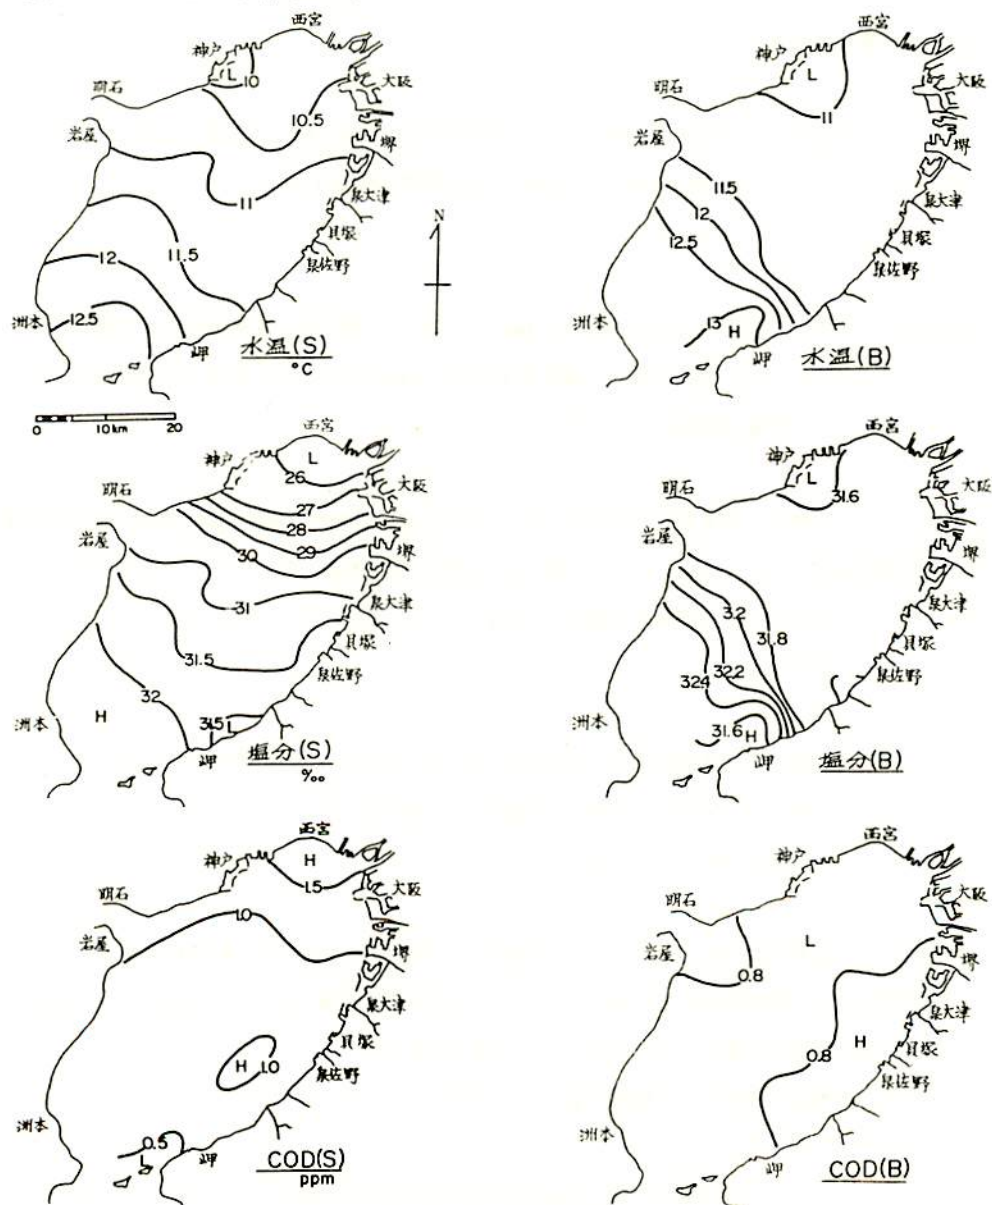 西宮
神戸
L
10
大阪
明石
10.5
岩屋
堺
11
泉大津
貝塚
11.5
泉佐野
12
洲本
12.5
岬
水温(S)
°C
N
0 10km 20
西宮
神戸
L
大阪
明石
11
岩屋
堺
11.5
泉大津
12
貝塚
12.5
泉佐野
洲本
13
H
岬
水温(B)
西宮
L
神戸
26
大阪
明石
27
28
29
堺
30
岩屋
31
泉大津
貝塚
31.5
泉佐野
32
H
洲本
31.5
L
岬
塩分(S)
‰
西宮
神戸
L
大阪
31.6
明石
岩屋
堺
3.2
泉大津
31.8
貝塚
32.2
泉佐野
32.4
洲本
31.6
H
岬
塩分(B)
西宮
神戸
H
1.5
大阪
明石
1.0
岩屋
堺
泉大津
貝塚
H
1.0
泉佐野
洲本
0.5
L
岬
COD(S)
ppm
西宮
神戸
大阪
明石
L
岩屋
堺
0.8
泉大津
H
貝塚
0.8
泉佐野
洲本
岬
COD(B)